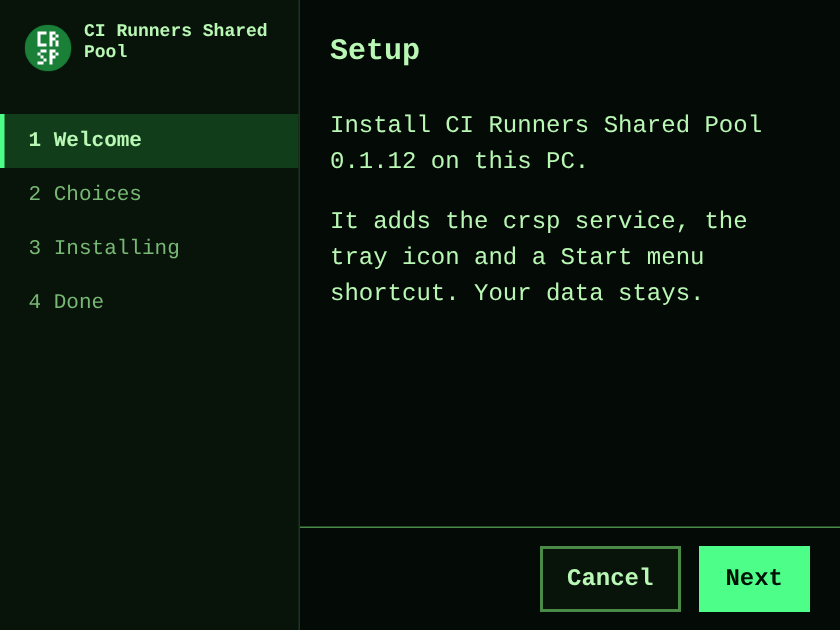 CR
SP
CI Runners Shared
Pool
1 Welcome
2 Choices
3 Installing
4 Done
Setup
Install CI Runners Shared Pool
0.1.12 on this PC.
It adds the crsp service, the
tray icon and a Start menu
shortcut. Your data stays.
Cancel
Next